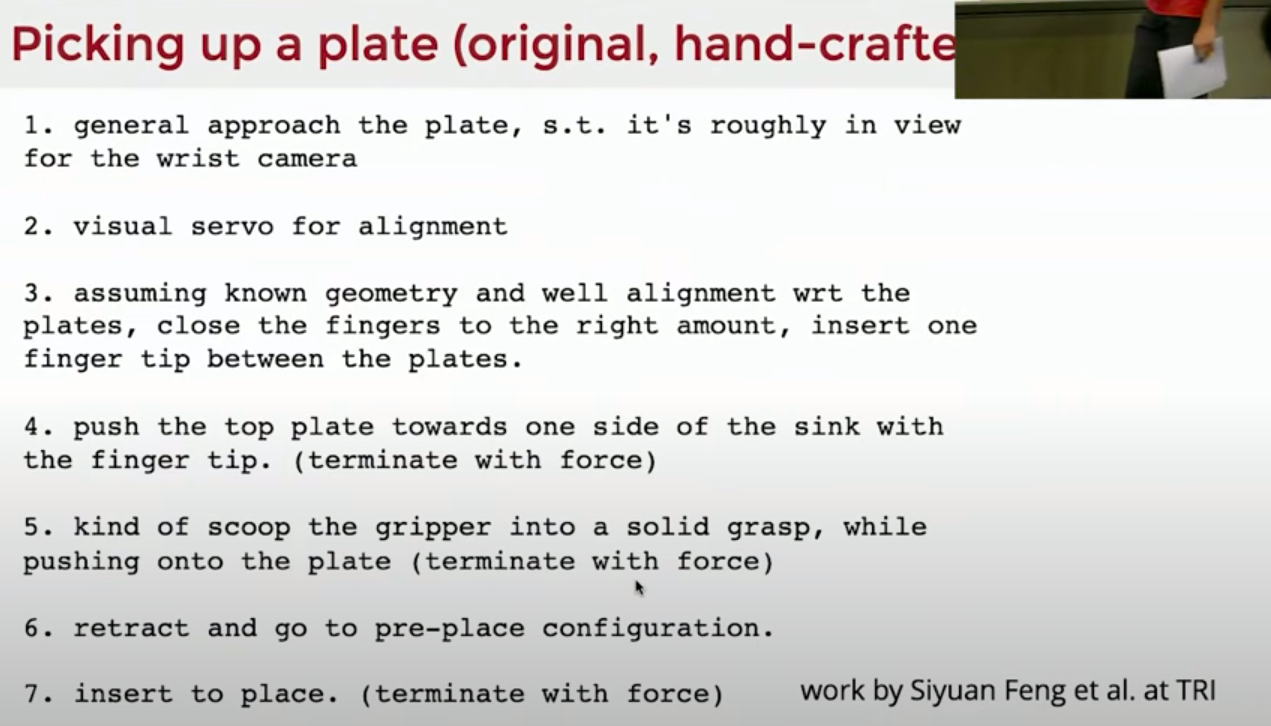 Picking up a plate (original, hand-crafte
1. general approach the plate, s.t. it's roughly in view
for the wrist camera
2. visual servo for alignment
3. assuming known geometry and well alignment wrt the
plates, close the fingers to the right amount, insert one
finger tip between the plates.
4. push the top plate towards one side of the sink with
the finger tip. (terminate with force)
5. kind of scoop the gripper into a solid grasp, while
pushing onto the plate (terminate with force)
6. retract and go to pre-place configuration.
7. insert to place. (terminate with force)
work by Siyuan Feng et al. at TRI